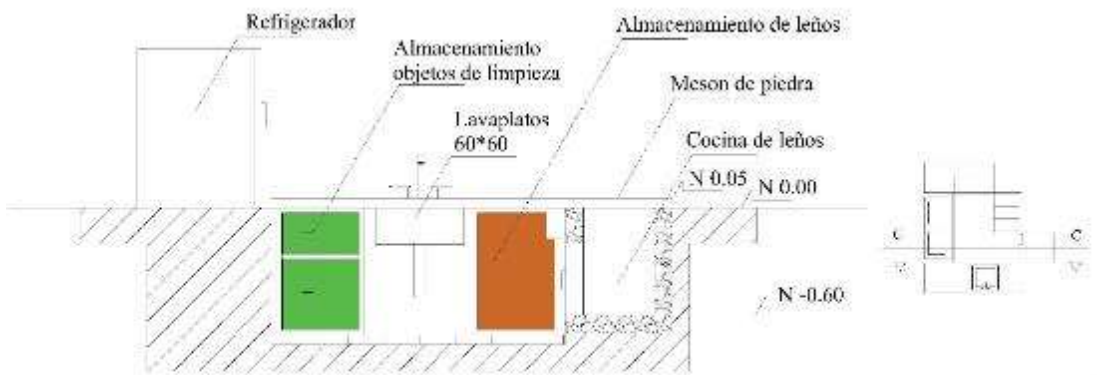 Refrigerador
Almacenamiento de leños
Almacenamiento
objetos de limpieza
Meson de piedra
Lavaplatos
60*60
Cocina de leños
N 0.05
N 0.00
C
C
N -0.60